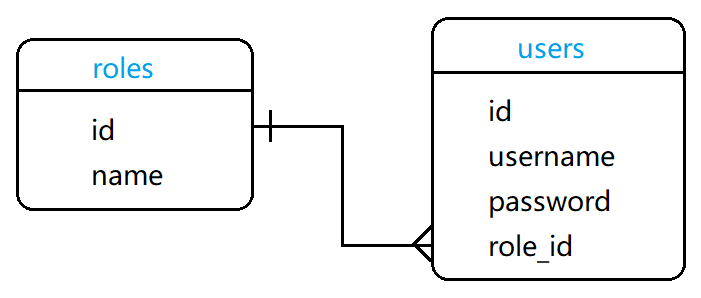 roles
id
name
users
id
username
password
role_id